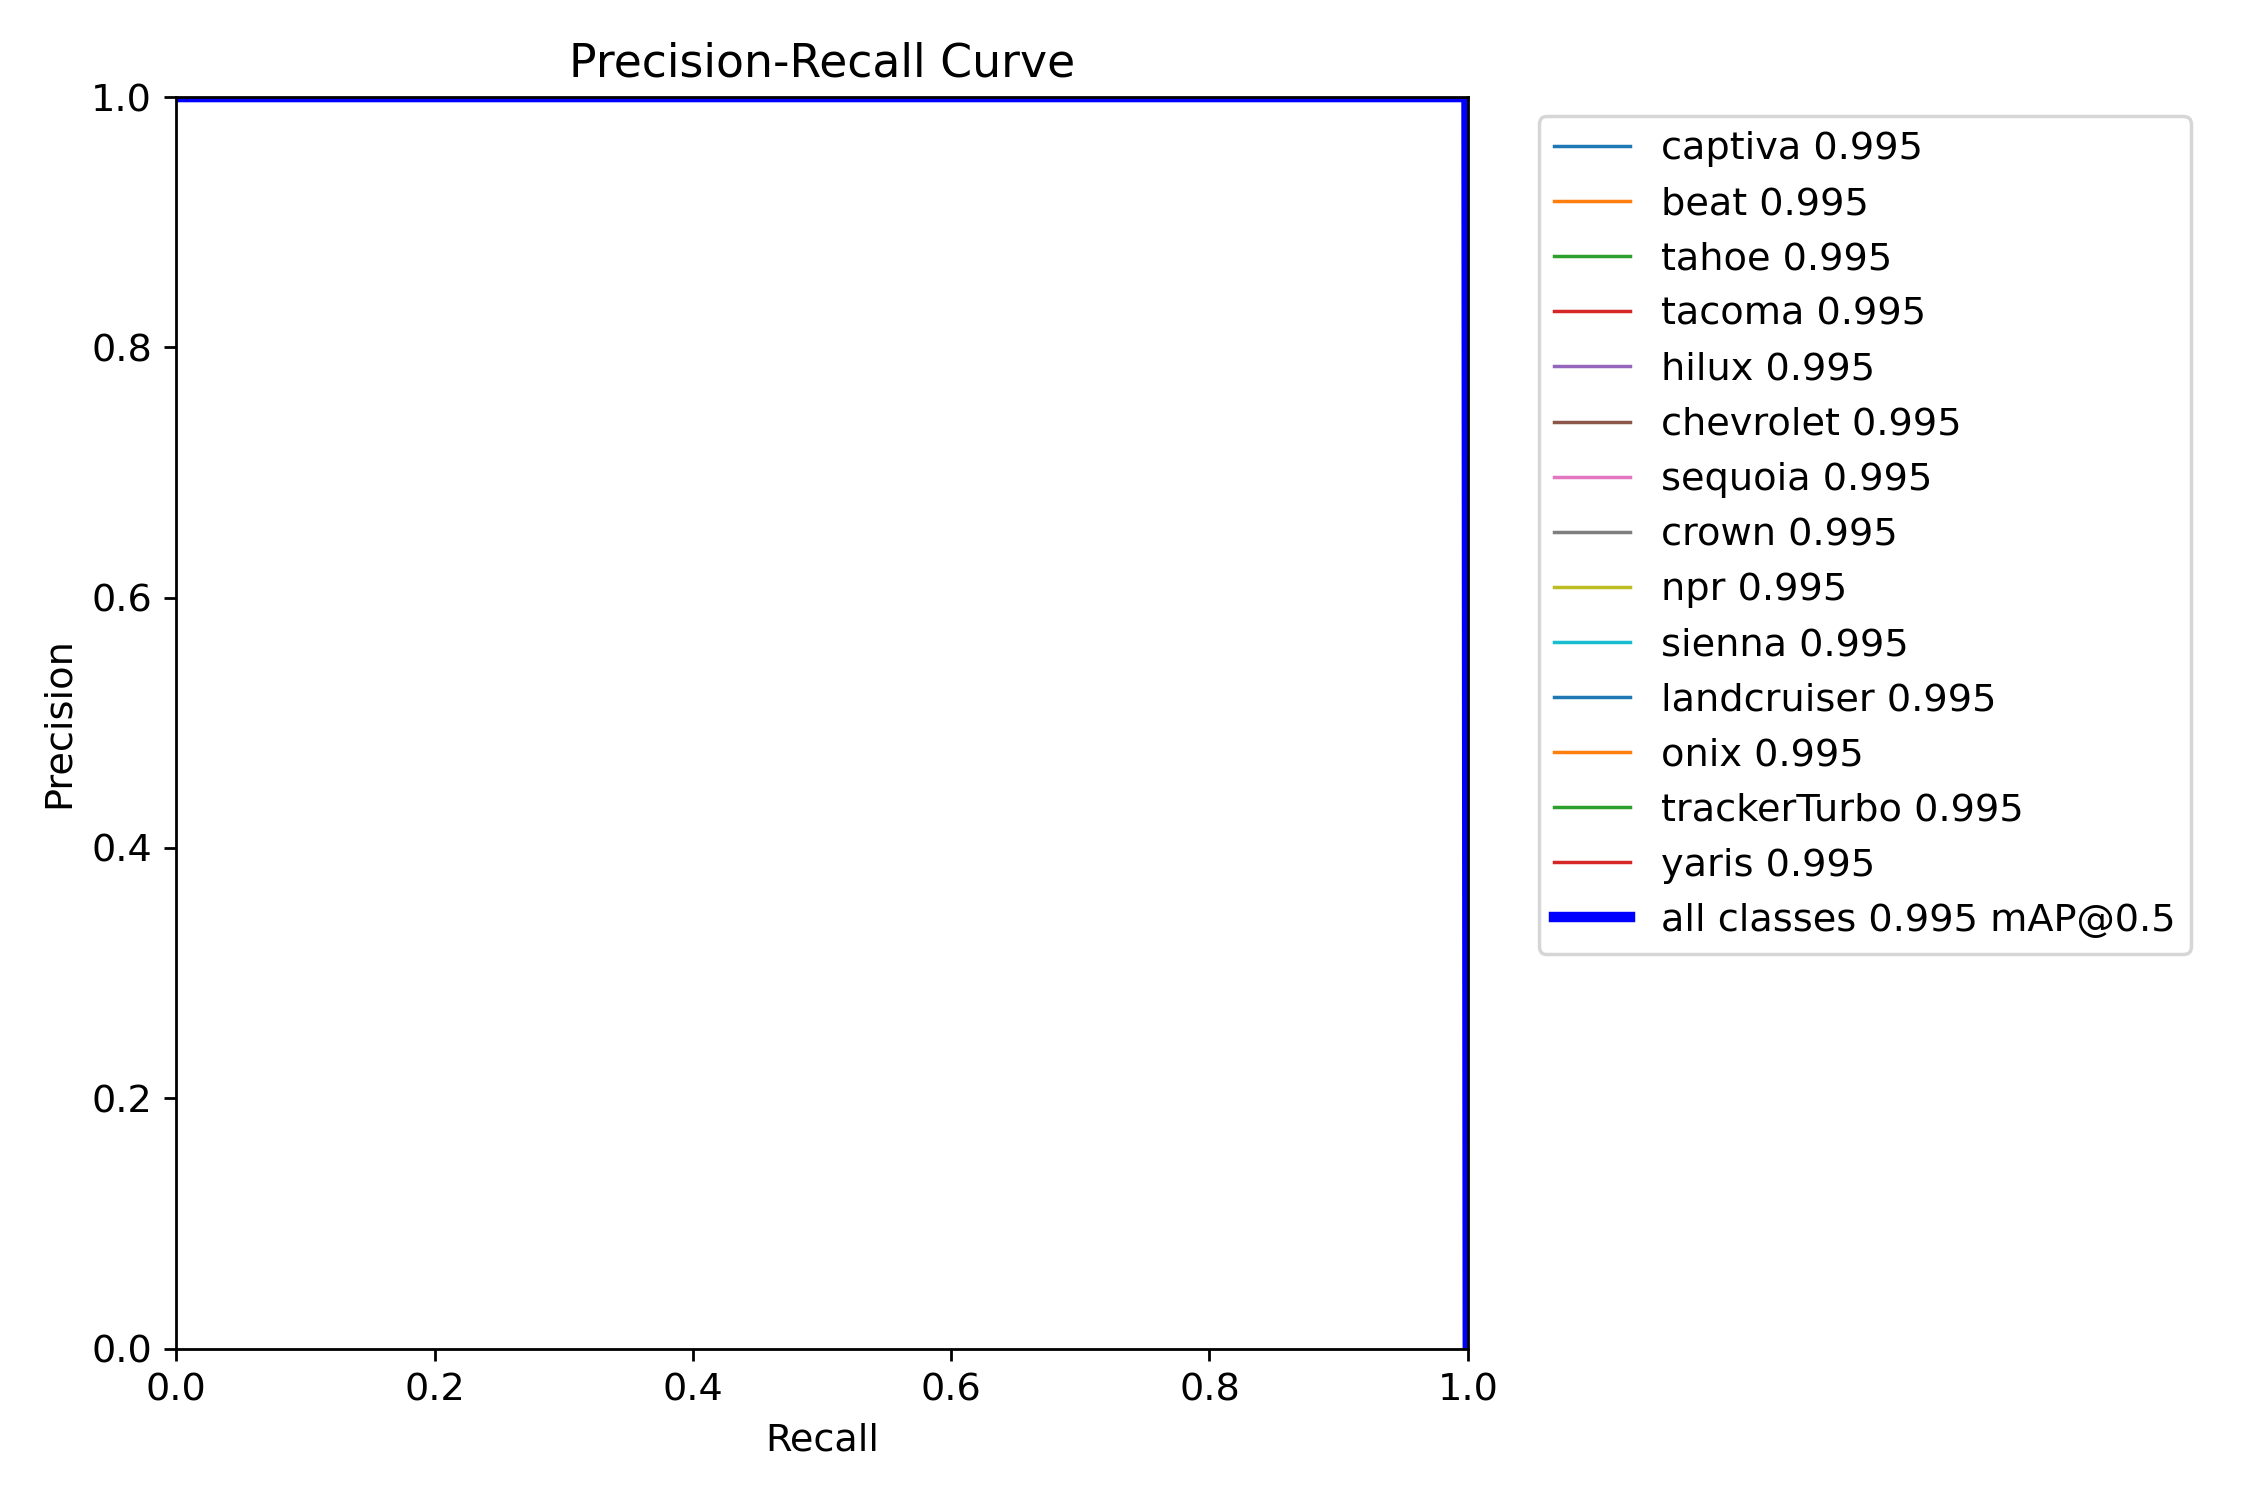 Precision-Recall Curve
1.0
0.8
0.6
0.4
0.2
0.0
Precision
0.0 0.2 0.4 0.6 0.8 1.0
Recall
captiva 0.995
beat 0.995
tahoe 0.995
tacoma 0.995
hilux 0.995
chevrolet 0.995
sequoia 0.995
crown 0.995
npr 0.995
sienna 0.995
landcruiser 0.995
onix 0.995
trackerTurbo 0.995
yaris 0.995
all classes 0.995 mAP@0.5